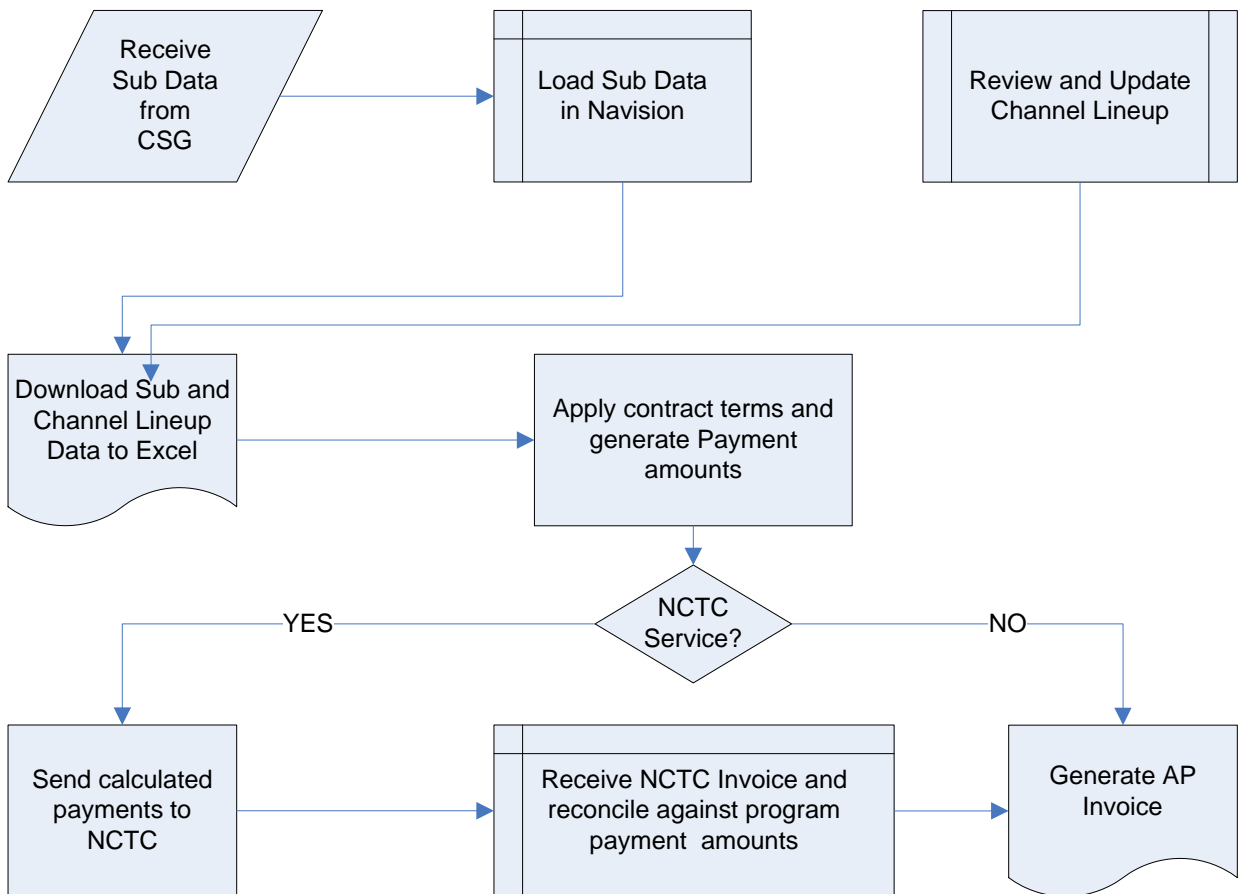 Receive
Sub Data
from
CSG
Load Sub Data
in Navision
Review and Update
Channel Lineup
Download Sub and
Channel Lineup
Data to Excel
Apply contract terms and
generate Payment
amounts
NCTC
Service?
YES
NO
Send calculated
payments to
NCTC
Receive NCTC Invoice and
reconcile against program
payment  amounts
Generate AP
Invoice